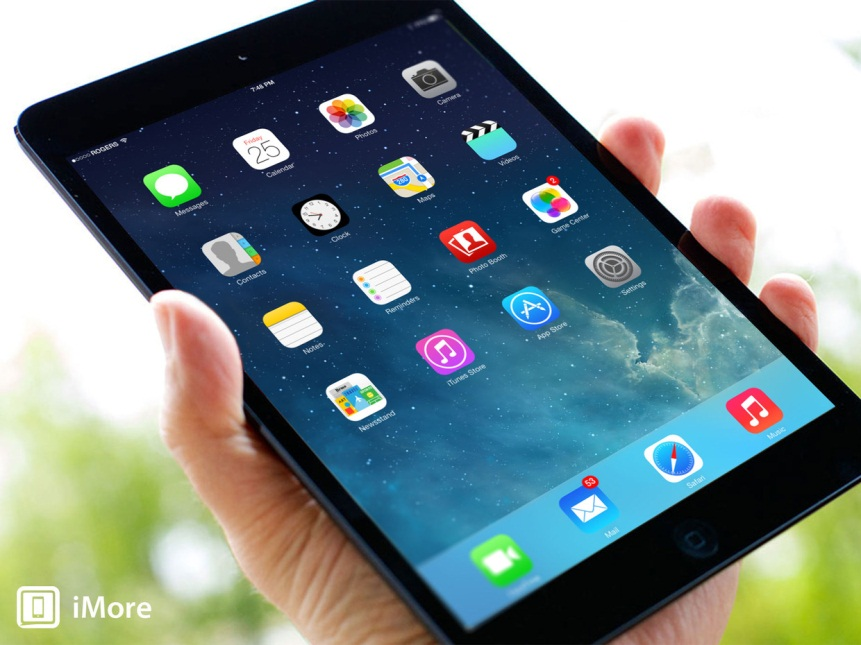 ROGERS
7:48 PM
Messages
Friday
25
Calendar
Photos
Camera
Contacts
Clock
280
Maps
Videos
Notes
Reminders
Photo Booth
2
Game Center
Newsstand
iTunes Store
App Store
Settings
53
Mail
Safari
Music
iMore